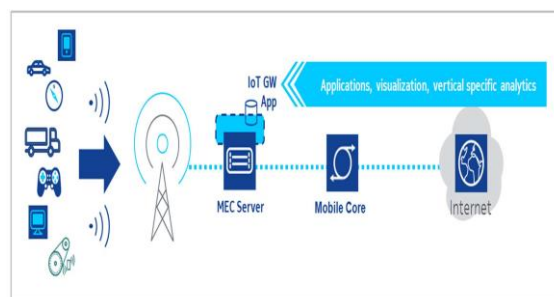 IoT GW
App
Applications, visualization, vertical specific analytics
MEC Server
Mobile Core
Internet